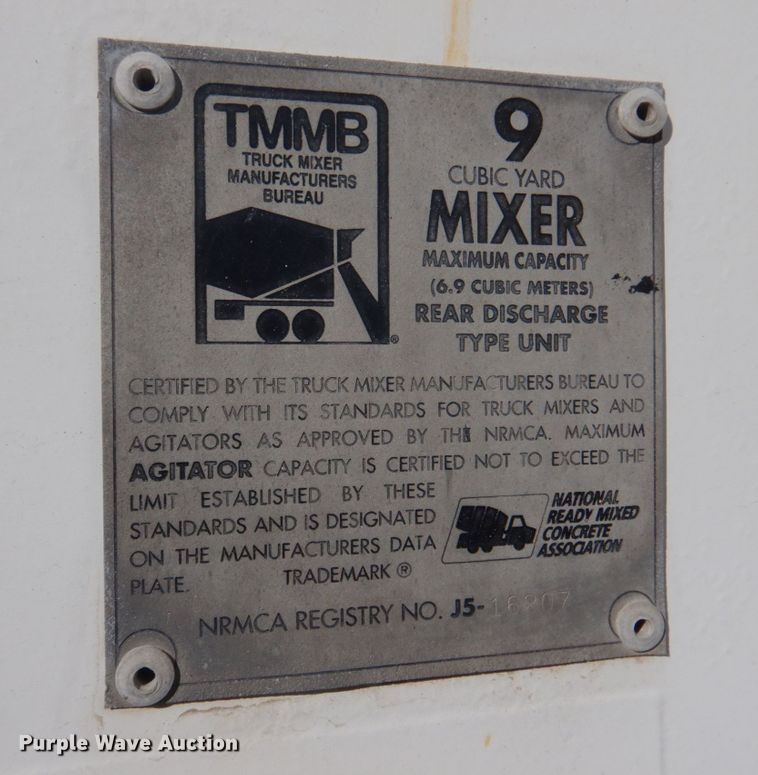 TMMB
TRUCK MIXER
MANUFACTURERS
BUREAU
®
9
CUBIC YARD
MIXER
MAXIMUM CAPACITY
(6.9 CUBIC METERS)
REAR DISCHARGE
TYPE UNIT
CERTIFIED BY THE TRUCK MIXER MANUFACTURERS BUREAU TO
COMPLY WITH ITS STANDARDS FOR TRUCK MIXERS AND
AGITATORS AS APPROVED BY THE NRMCA. MAXIMUM
AGITATOR CAPACITY IS CERTIFIED NOT TO EXCEED THE
LIMIT ESTABLISHED BY THESE
STANDARDS AND IS DESIGNATED
ON THE MANUFACTURERS DATA
PLATE. TRADEMARK ®
NATIONAL
READY MIXED
CONCRETE
ASSOCIATION
NRMCA REGISTRY NO. J5-16207
Purple Wave Auction